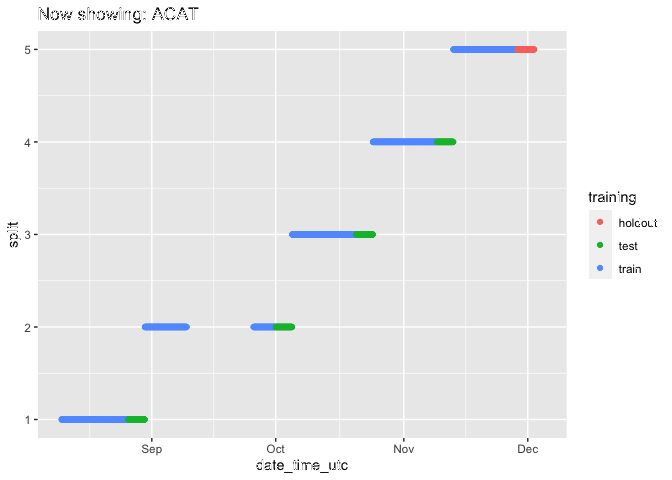 Now showing: ACAT
5
4
3
2
1
split
Sep
Oct
Nov
Dec
date_time_utc
training
holdout
test
train